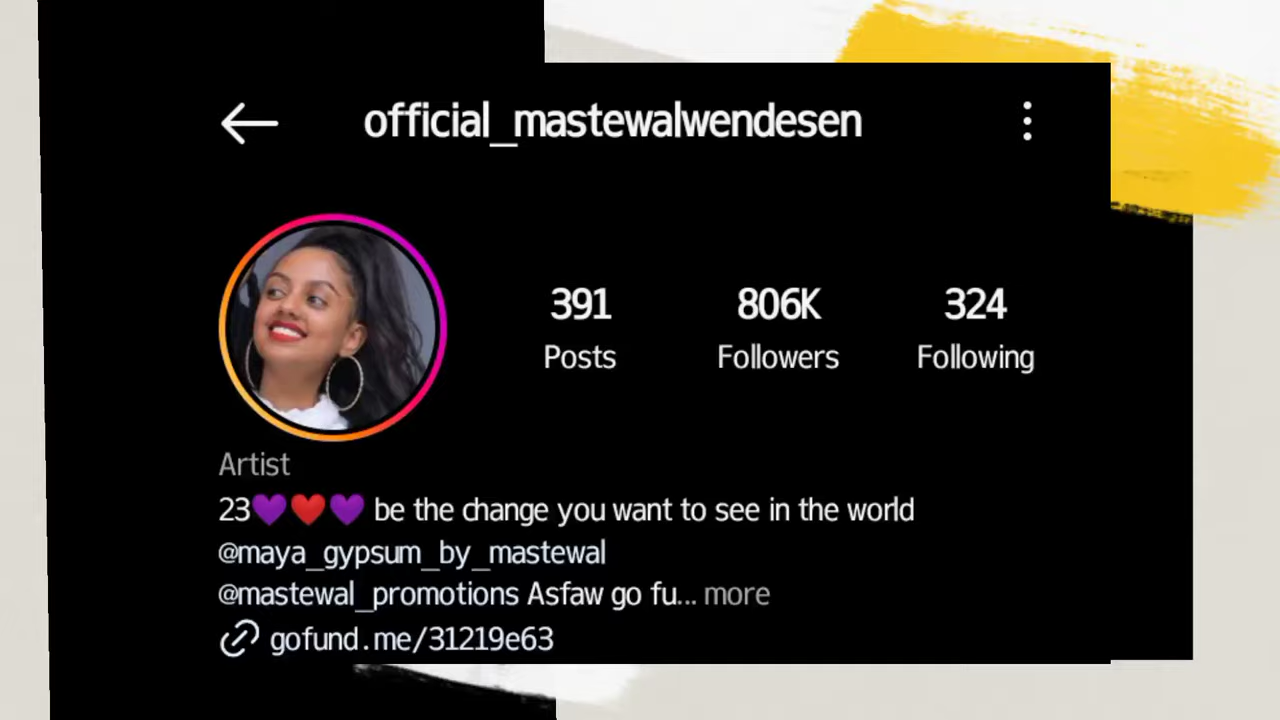 official_mastewalwendesen
391 806K 324
Posts Followers Following
Artist
23💜❤️💜 be the change you want to see in the world
@maya_gypsum_by_mastewal
@mastewal_promotions Asfaw go fu... more
gofund.me/31219e63